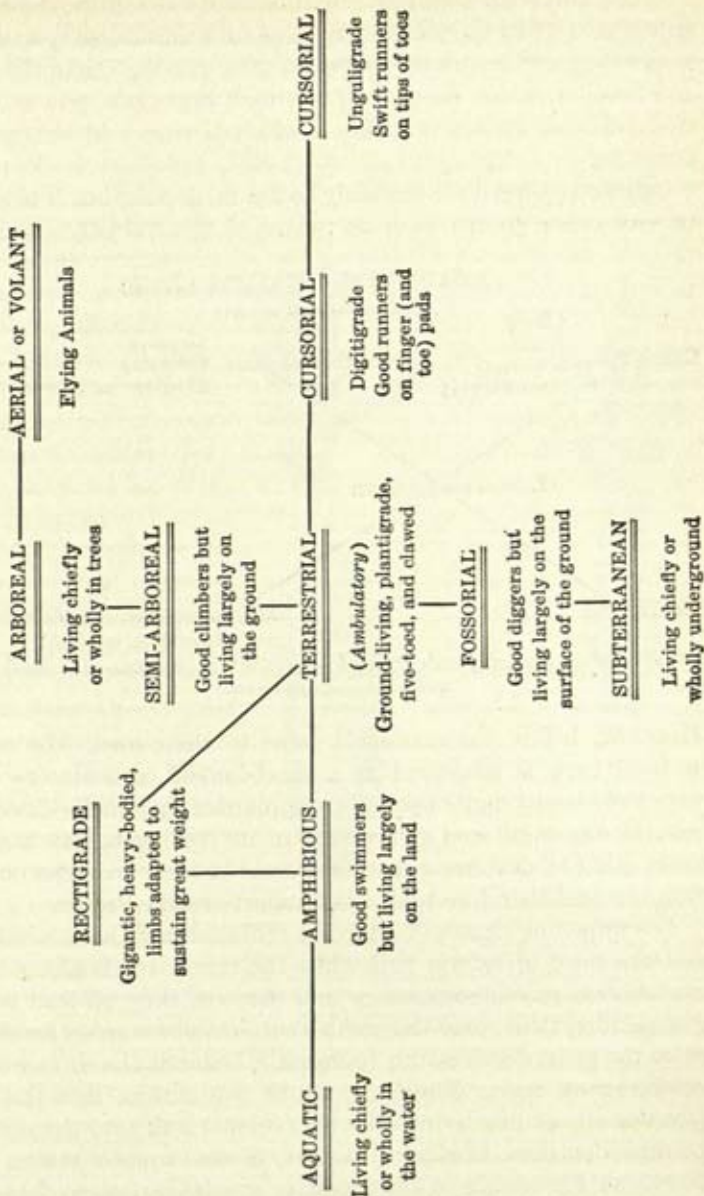 ARBOREAL
Living chiefly
or wholly in trees
AERIAL or VOLANT
Flying Animals
SEMI-ARBOREAL
Good climbers but
living largely on
the ground
RECTIGRADE
Gigantic, heavy-bodied,
limbs adapted to
sustain great weight
AQUATIC
Living chiefly
or wholly in
the water
AMPHIBIOUS
Good swimmers
but living largely
on the land
TERRESTRIAL
(Ambulatory)
Ground-living, plantigrade,
five-toed, and clawed
CURSORIAL
Digitigrade
Good runners
on finger (and
toe) pads
CURSORIAL
Unguligrade
Swift runners
on tips of toes
FOSSORIAL
Good diggers but
living largely on the
surface of the ground
SUBTERRANEAN
Living chiefly or
wholly underground